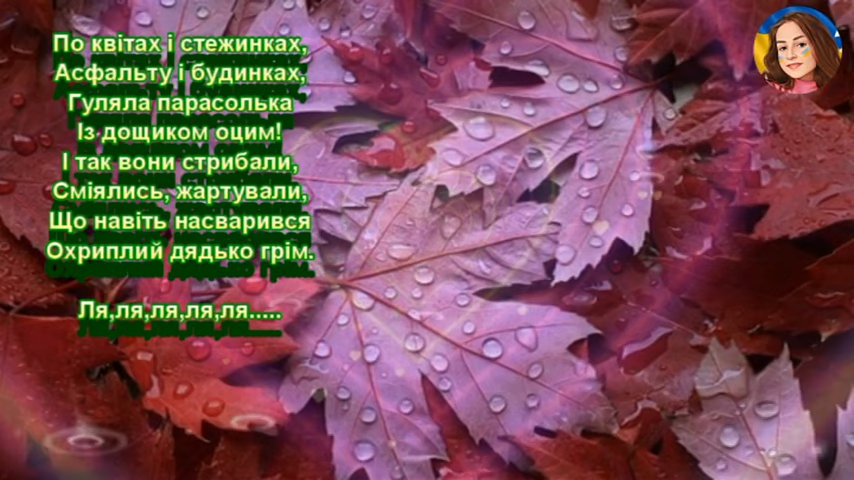 По квітах і стежинках,
Асфальту і будинках,
Гуляла парасолька
Із дощиком оцим!
І так вони стрибали,
Сміялись, жартували,
Що навіть насварився
Охриплий дядько грім.
Ля,ля,ля,ля,ля.....